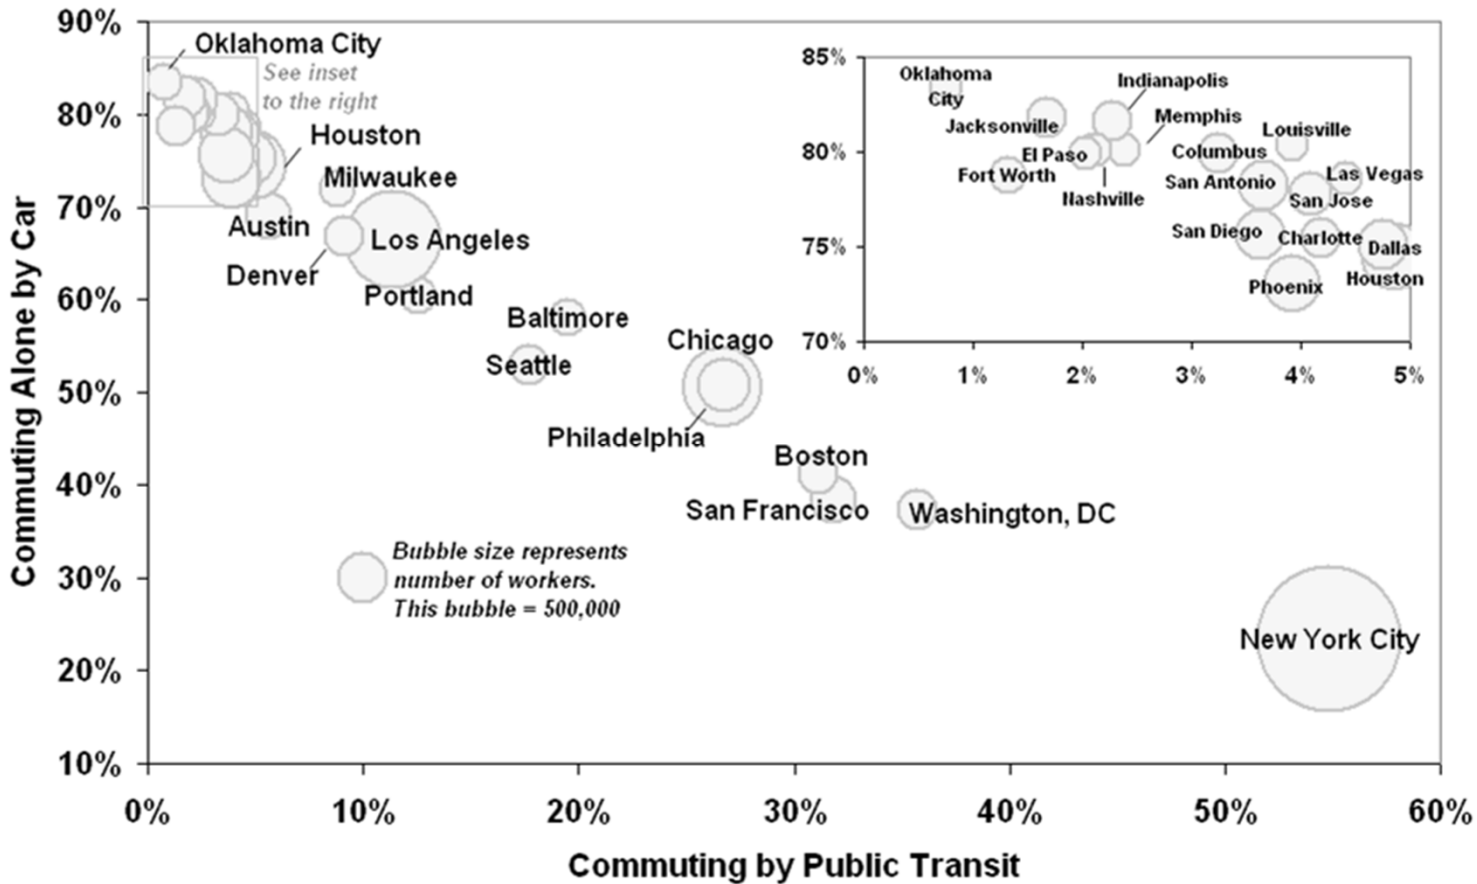 90%
80%
70%
60%
50%
40%
30%
20%
10%
Commuting Alone by Car
Oklahoma City
See inset
to the right
Houston
Milwaukee
Austin
Los Angeles
Denver
Portland
Baltimore
Seattle
Chicago
Philadelphia
Boston
San Francisco
Washington, DC
Bubble size represents
number of workers.
This bubble = 500,000
New York City
85%
80%
75%
70%
Oklahoma
City
Indianapolis
Jacksonville
Memphis
Louisville
El Paso
Columbus
Fort Worth
Las Vegas
San Antonio
Nashville
San Jose
San Diego
Charlotte
Dallas
Houston
Phoenix
0%
1%
2%
3%
4%
5%
0%
10%
20%
30%
40%
50%
60%
Commuting by Public Transit